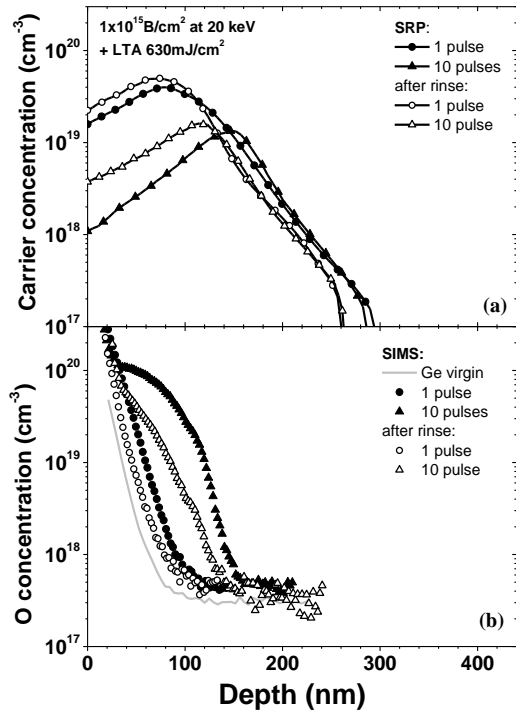 1x10¹⁵B/cm² at 20 keV
+ LTA 630mJ/cm²
SRP:
1 pulse
10 pulses
after rinse:
1 pulse
10 pulse
Carrier concentration (cm⁻³)
10²⁰
10¹⁹
10¹⁸
10¹⁷
(a)
SIMS:
Ge virgin
1 pulse
10 pulses
after rinse:
1 pulse
10 pulse
O concentration (cm⁻³)
10²⁰
10¹⁹
10¹⁸
10¹⁷
(b)
0 100 200 300 400
Depth (nm)